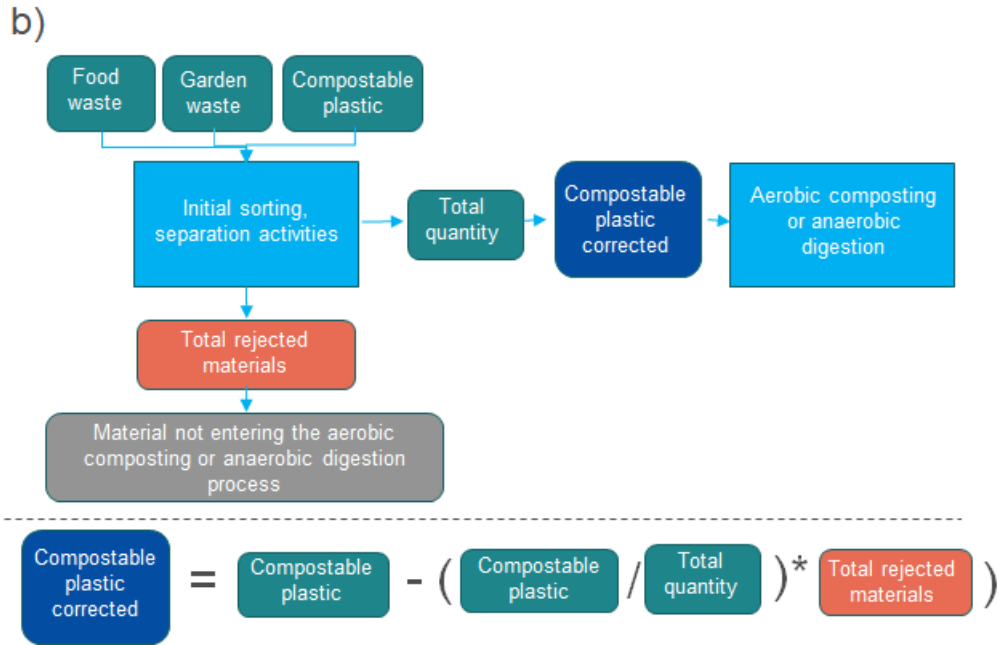 b)
Food
waste
Garden
waste
Compostable
plastic
Initial sorting,
separation activities
Total
quantity
Compostable
plastic
corrected
Aerobic composting
or anaerobic
digestion
Total rejected
materials
Material not entering the aerobic
composting or anaerobic digestion
process
Compostable
plastic
corrected
=
Compostable
plastic
- (
Compostable
plastic
/
Total
quantity
)*
Total rejected
materials
)